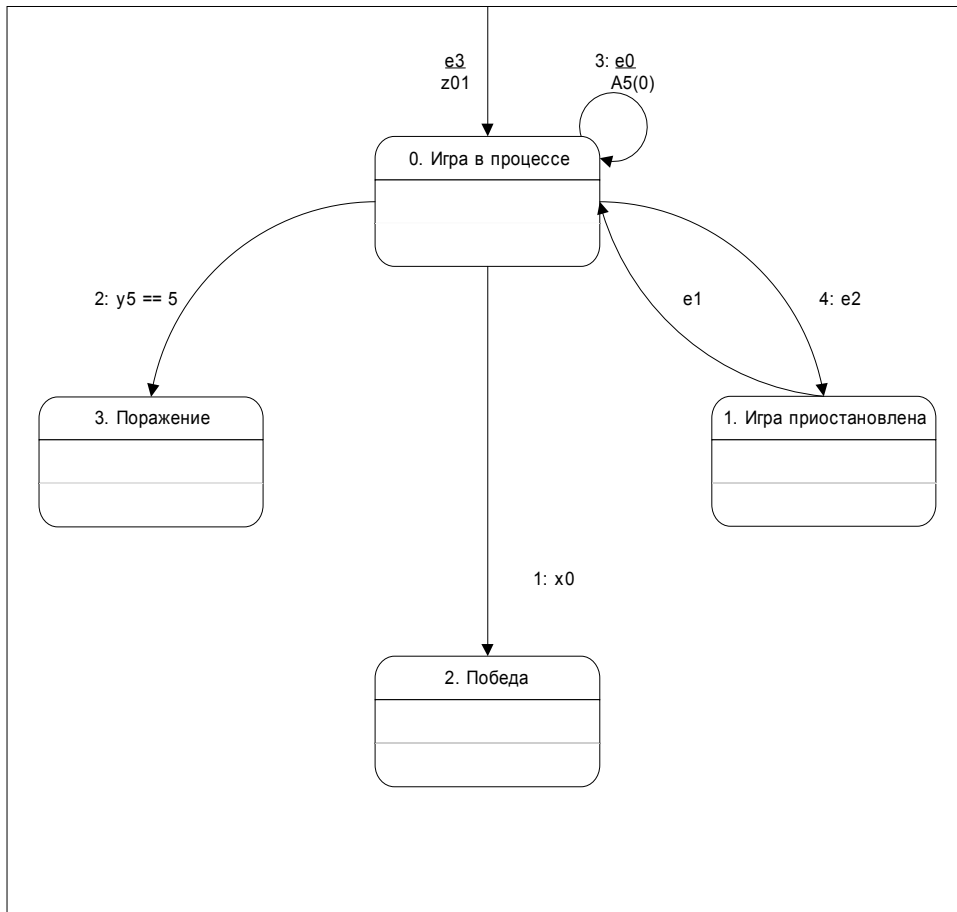 e3
z01
3: e0
A5(0)
0. Игра в процессе
2: y5 == 5
e1
4: e2
3. Поражение
1. Игра приостановлена
1: x0
2. Победа